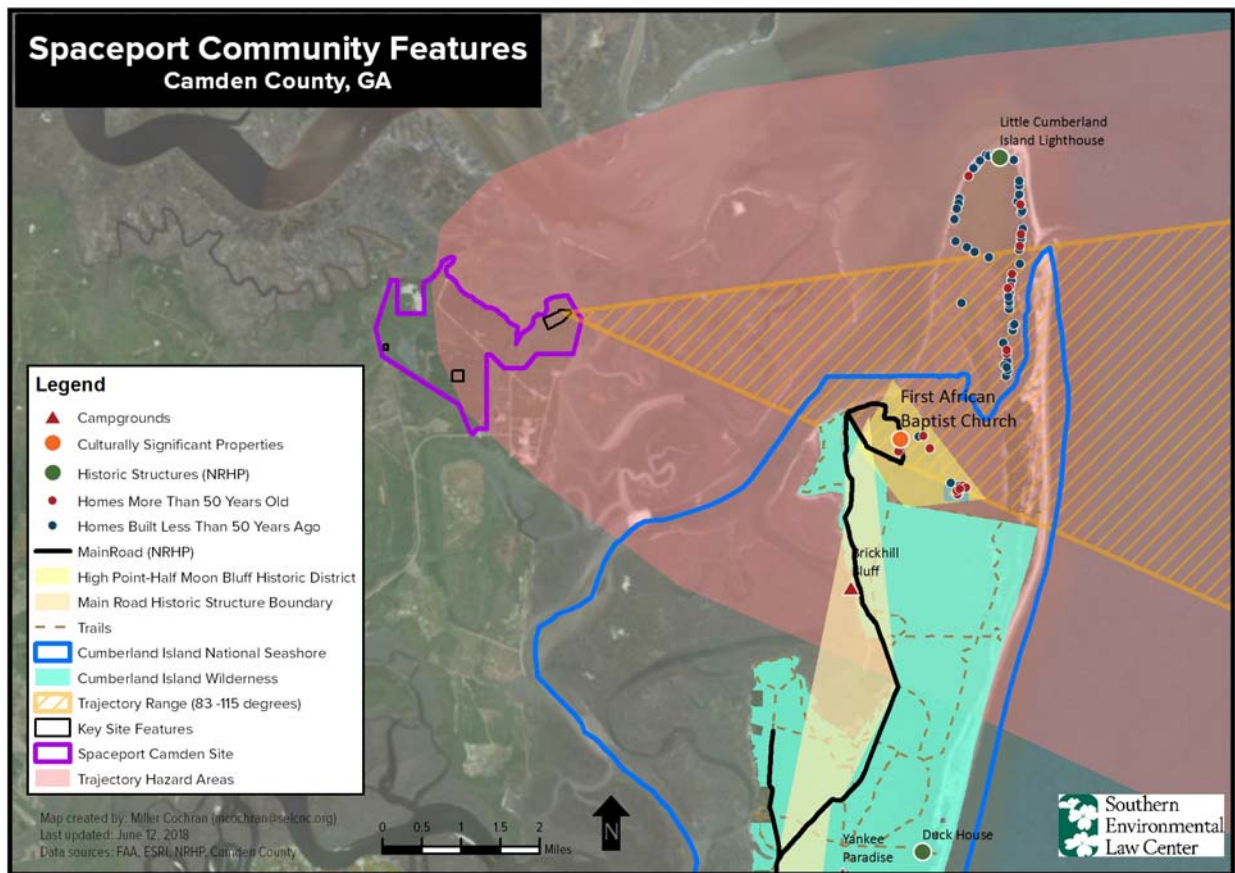 Spaceport Community Features
Camden County, GA
Little Cumberland
Island Lighthouse
First African
Baptist Church
Brickhill
Bluff
Yankee
Paradise
Duck House
Legend
Campgrounds
Culturally Significant Properties
Historic Structures (NRHP)
Homes More Than 50 Years Old
Homes Built Less Than 50 Years Ago
MainRoad (NRHP)
High Point-Half Moon Bluff Historic District
Main Road Historic Structure Boundary
Trails
Cumberland Island National Seashore
Cumberland Island Wilderness
Trajectory Range (83 -115 degrees)
Key Site Features
Spaceport Camden Site
Trajectory Hazard Areas
Map created by: Miller Cochran (mcochran@selcnc.org)
Last updated: June 12, 2018
Data sources: FAA, ESRI, NRHP, Camden County
0 0.5 1 1.5 2
Miles
N
Southern
Environmental
Law Center